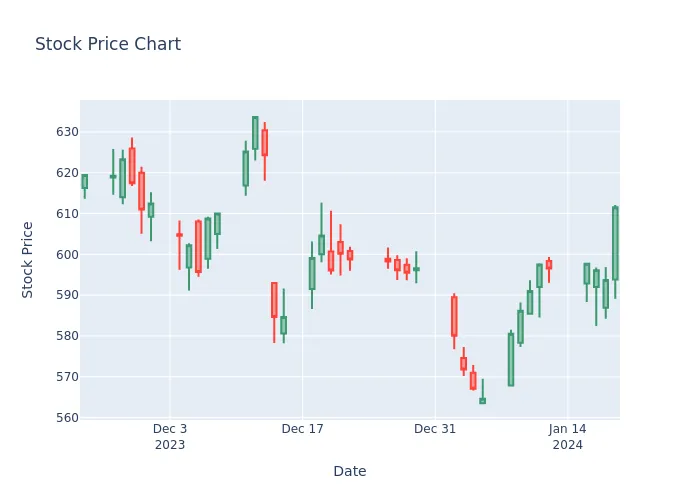 Stock Price Chart
630
620
610
600
590
580
570
560
Stock Price
Dec 3
2023
Dec 17
Dec 31
Jan 14
2024
Date